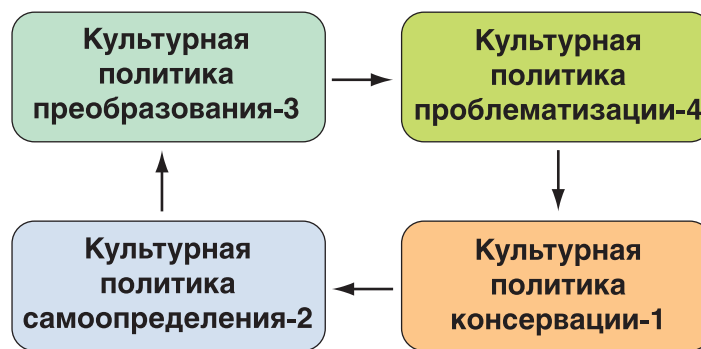 Культурная
политика
преобразования-3
Культурная
политика
проблематизации-4
Культурная
политика
самоопределения-2
Культурная
политика
консервации-1